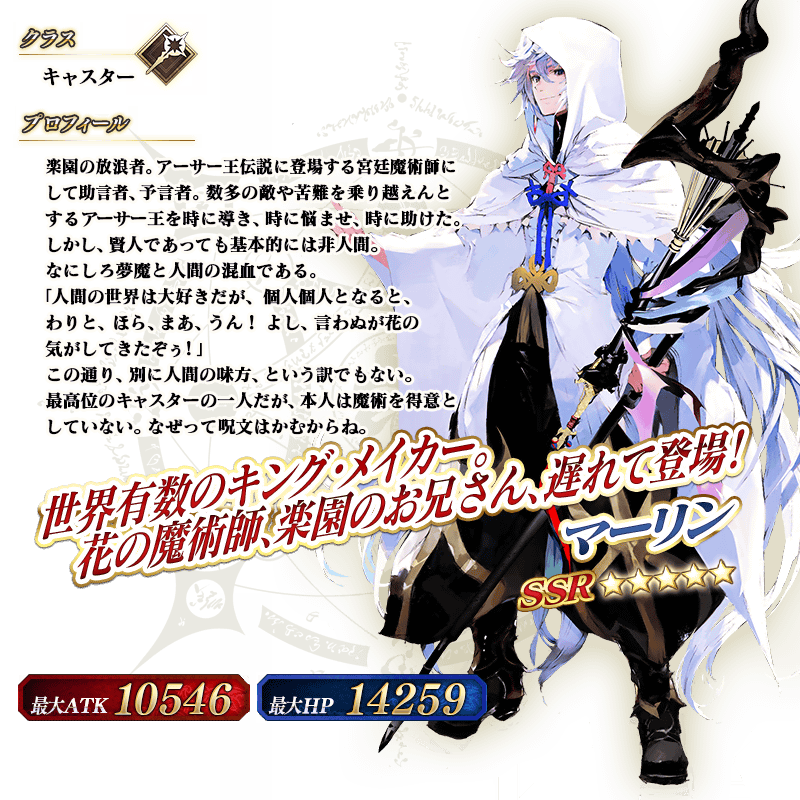 クラス
キャスター
プロフィール
楽園の放浪者。アーサー王伝説に登場する宮廷魔術師に
して助言者、予言者。数多の敵や苦難を乗り越えんと
するアーサー王を時に導き、時に悩ませ、時に助けた。
しかし、賢人であっても基本的には非人間。
なにしろ夢魔と人間の混血である。
「人間の世界は大好きだが、個人個人となると、
わりと、ほら、まあ、うん！ よし、言わぬが花の
気がしてきたぞぅ！」
この通り、別に人間の味方、という訳でもない。
最高位のキャスターの一人だが、本人は魔術を得意と
していない。なぜって呪文はかむからね。
世界有数のキング・メイカー。
花の魔術師、楽園のお兄さん、遅れて登場！
マーリン
SSR ☆☆☆☆☆
最大ATK 10546
最大HP 14259